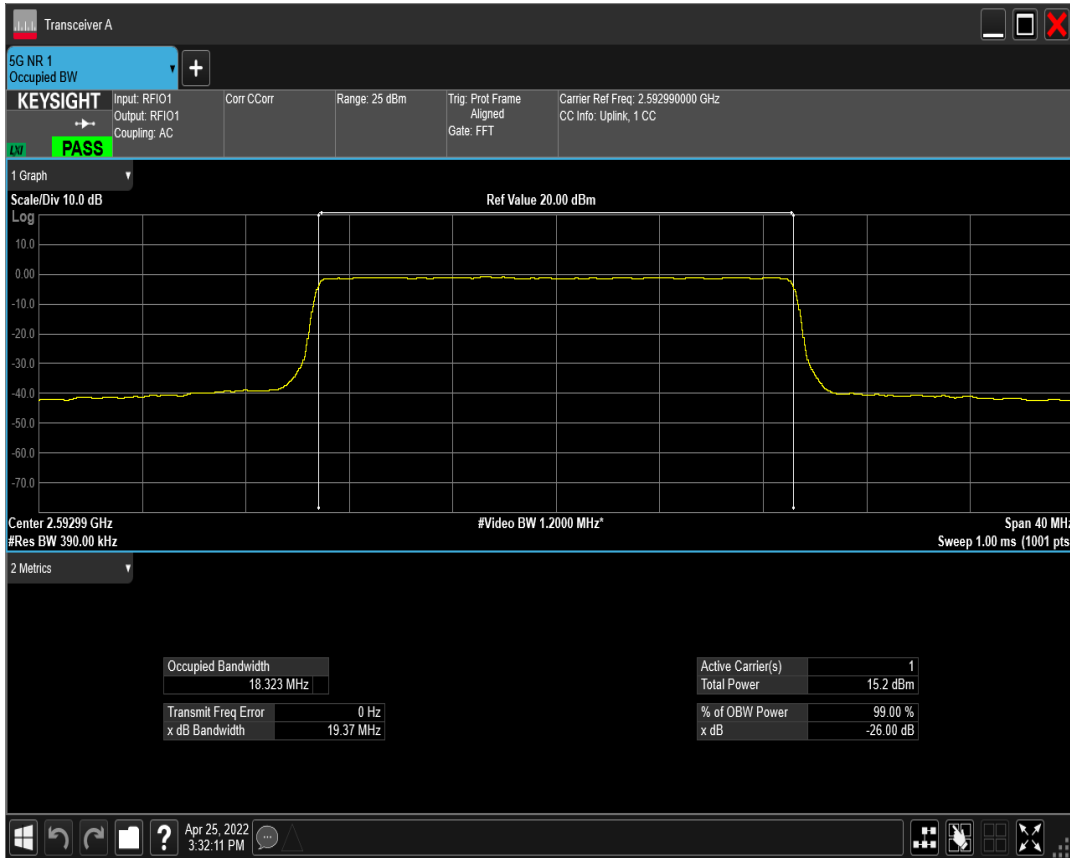 Transceiver A
5G NR 1
Occupied BW
+
KEYSIGHT
LXI
PASS
Input: RFIO1
Output: RFIO1
Coupling: AC
Corr CCorr
Range: 25 dBm
Trig: Prot Frame
Aligned
Gate: FFT
Carrier Ref Freq: 2.592990000 GHz
CC Info: Uplink, 1 CC
1 Graph
Scale/Div 10.0 dB
Ref Value 20.00 dBm
Log
10.0
0.00
-10.0
-20.0
-30.0
-40.0
-50.0
-60.0
-70.0
Center 2.59299 GHz
#Video BW 1.2000 MHz*
Span 40 MHz
#Res BW 390.00 kHz
Sweep 1.00 ms (1001 pts
2 Metrics
Occupied Bandwidth
18.323 MHz
Transmit Freq Error 0 Hz
x dB Bandwidth 19.37 MHz
Active Carrier(s) 1
Total Power 15.2 dBm
% of OBW Power 99.00 %
x dB -26.00 dB
?
Apr 25, 2022
3:32:11 PM